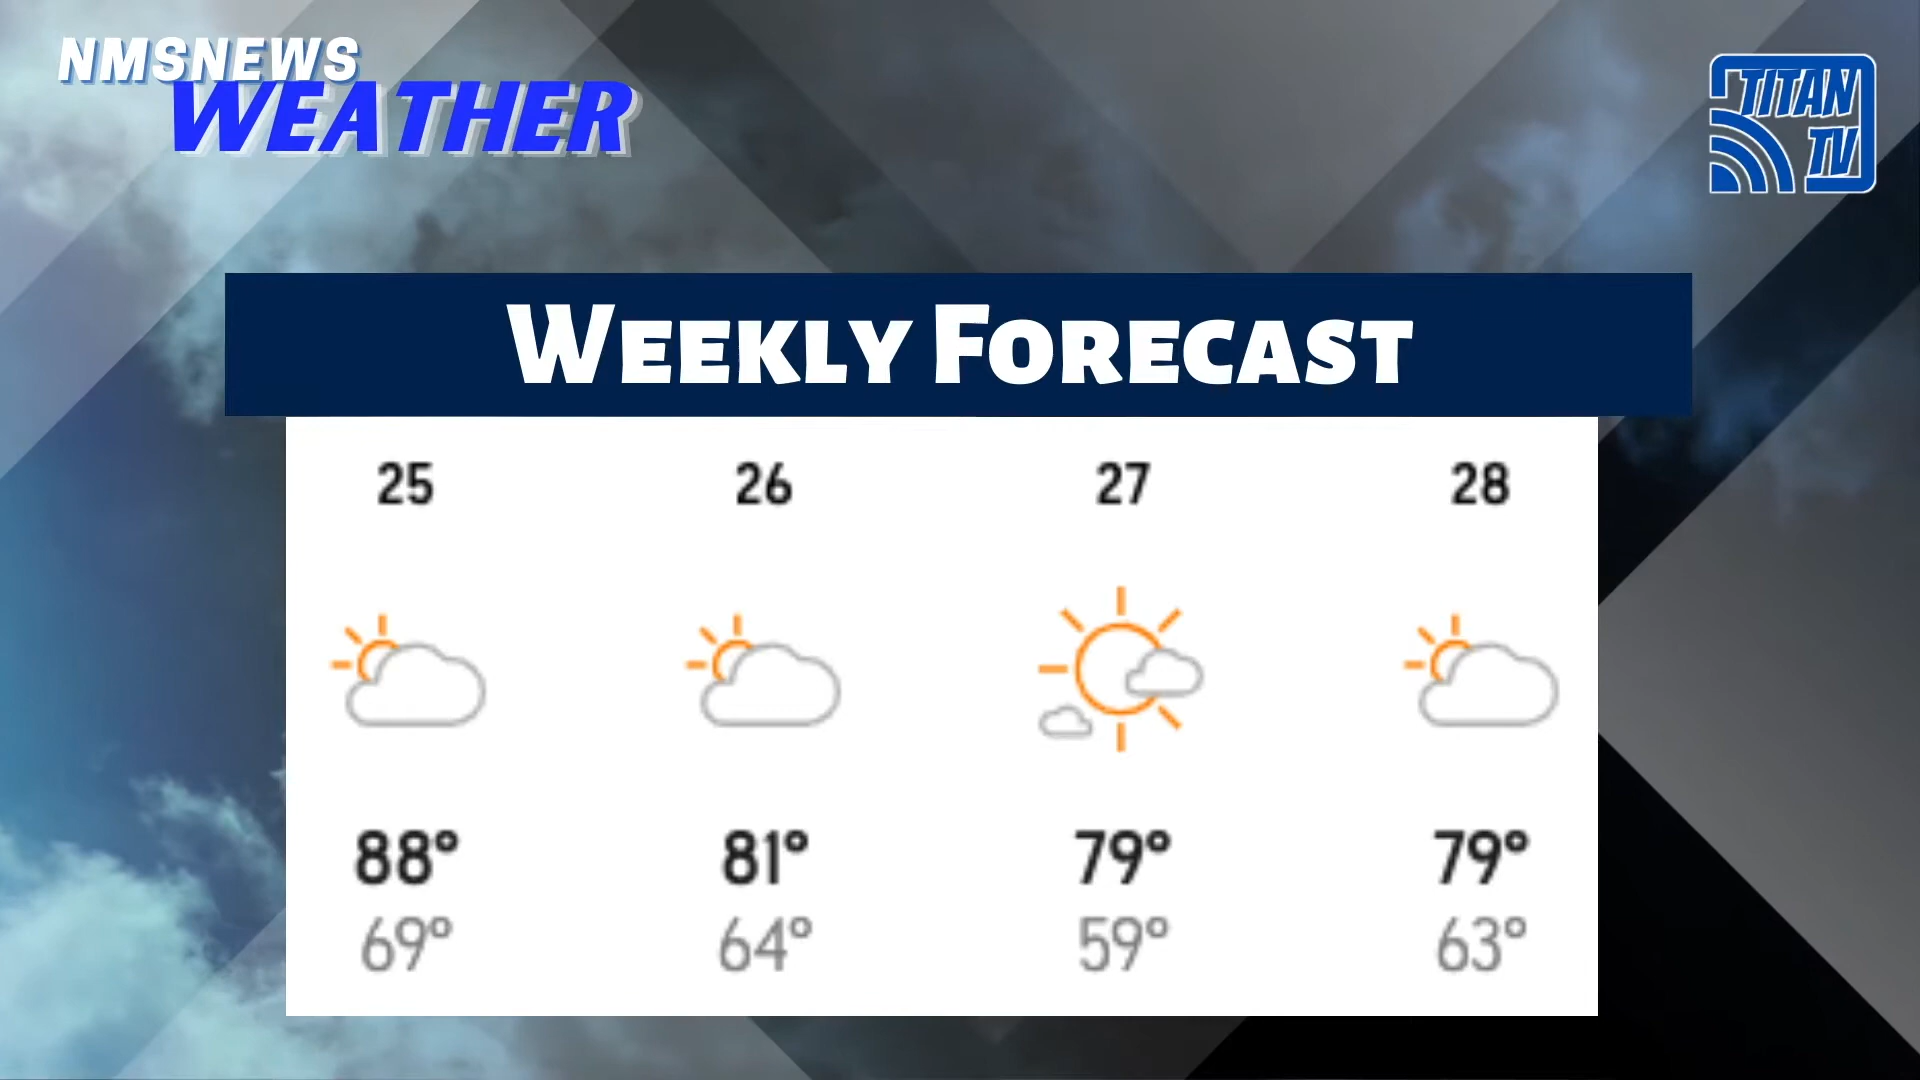 NMSNEWS
WEATHER
TITAN
TV
WEEKLY FORECAST
25 26 27 28
88° 81° 79° 79°
69° 64° 59° 63°